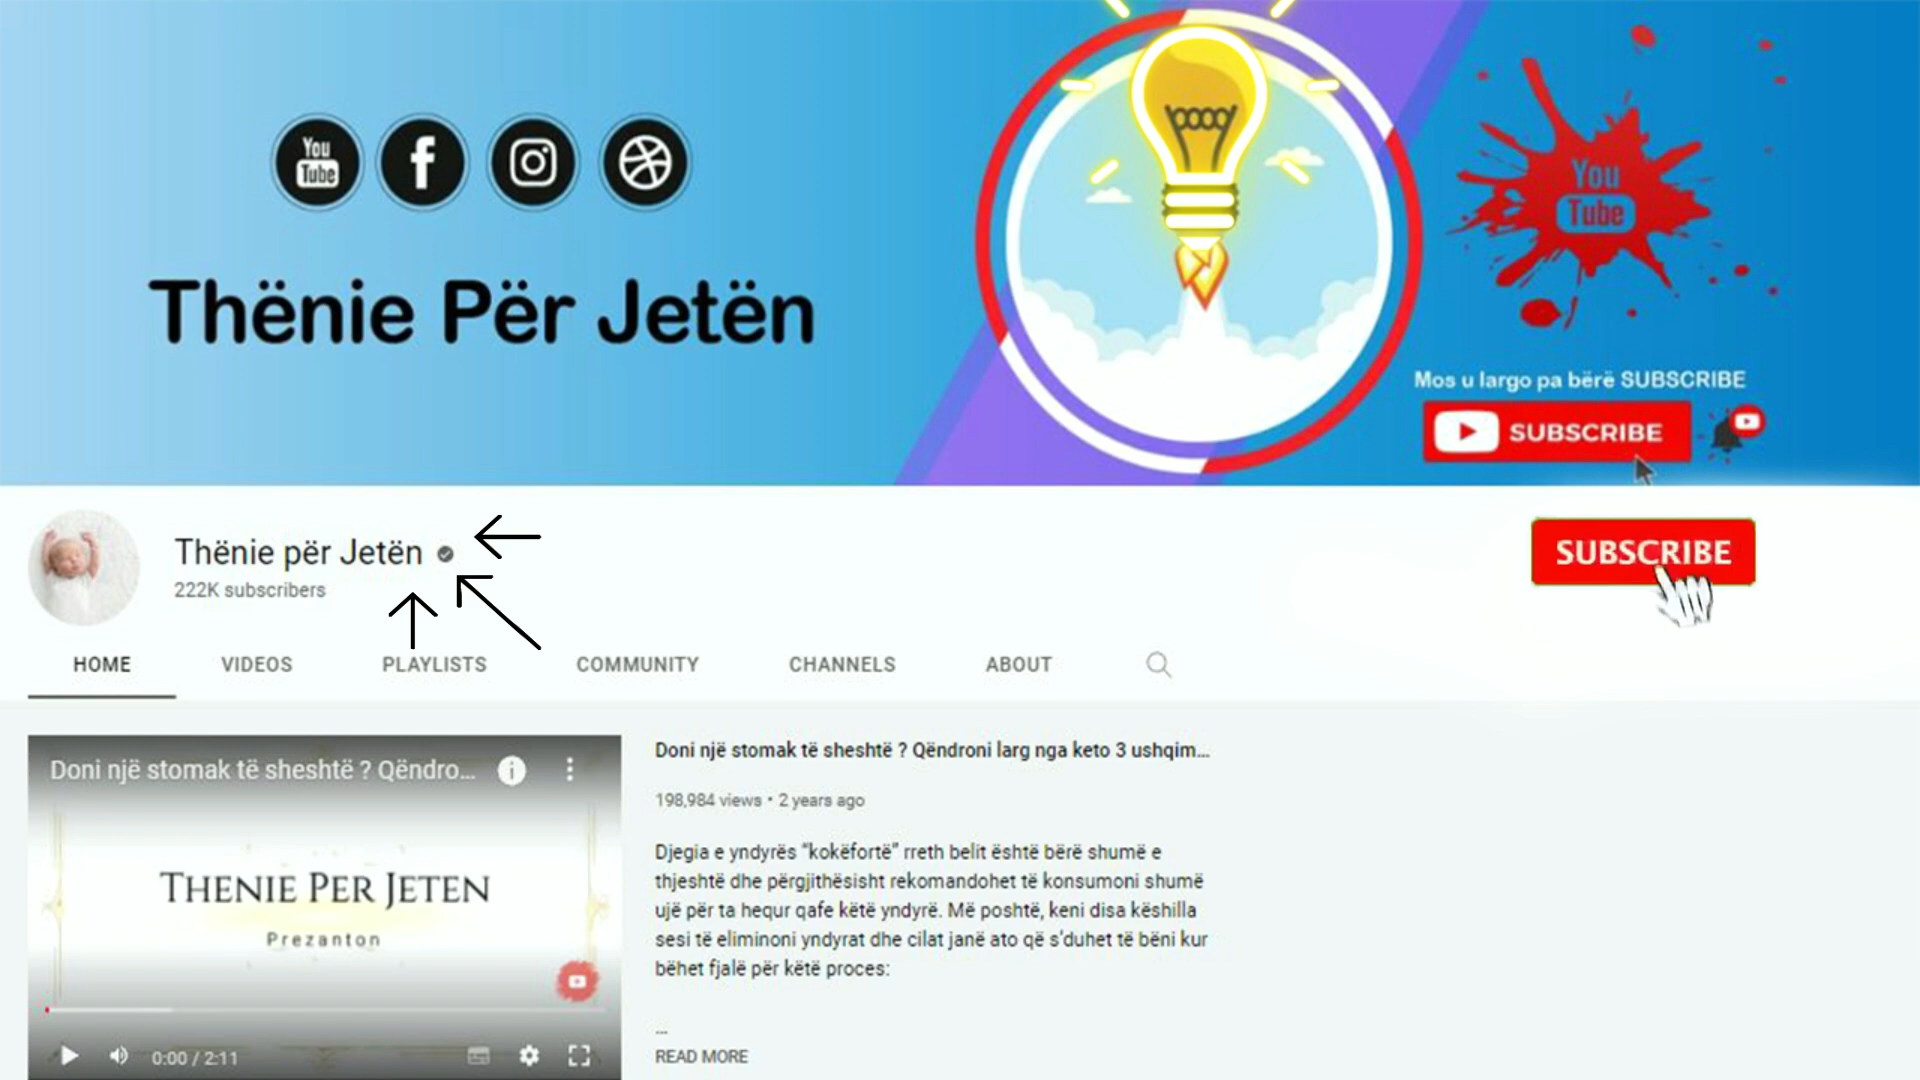 You
Tube
Thënie Për Jetën
You
Tube
Mos u largo pa bërë SUBSCRIBE
SUBSCRIBE
Thënie për Jetën
222K subscribers
SUBSCRIBE
HOME
VIDEOS
PLAYLISTS
COMMUNITY
CHANNELS
ABOUT
Doni një stomak të sheshtë ? Qëndro...
THENIE PER JETEN
Prezanton
0:00 / 2:11
Doni një stomak të sheshtë ? Qëndroni larg nga keto 3 ushqim...
198,984 views • 2 years ago
Djegia e yndyrës “kokëfortë” rreth belit është bërë shumë e
thjeshtë dhe përgjithësisht rekomandohet të konsumoni shumë
ujë për ta hequr qafe këtë yndyrë. Më poshtë, keni disa këshilla
sesi të eliminoni yndyrat dhe cilat janë ato që s'duhet të bëni kur
bëhet fjalë për këtë proces:
...
READ MORE